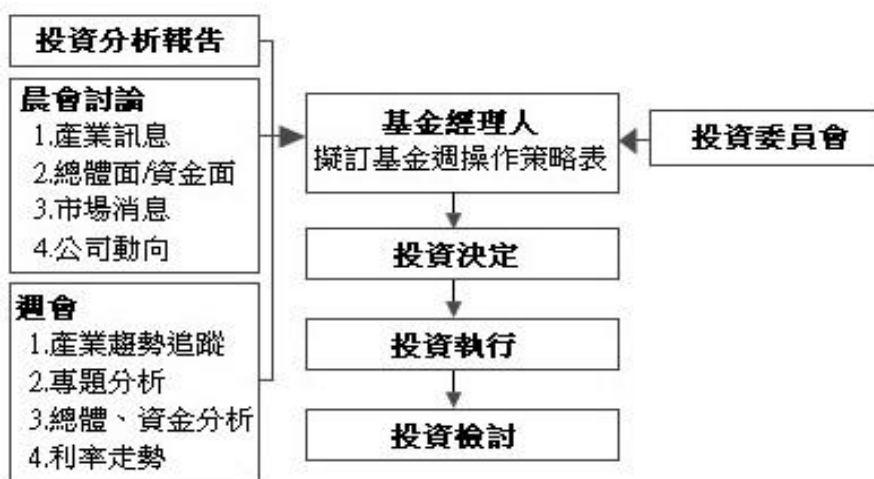 投資分析報告
晨會討論
1.產業訊息
2.總體面/資金面
3.市場消息
4.公司動向
週會
1.產業趨勢追蹤
2.專題分析
3.總體、資金分析
4.利率走勢
基金經理人
擬訂基金週操作策略表
投資決定
投資執行
投資檢討
投資委員會